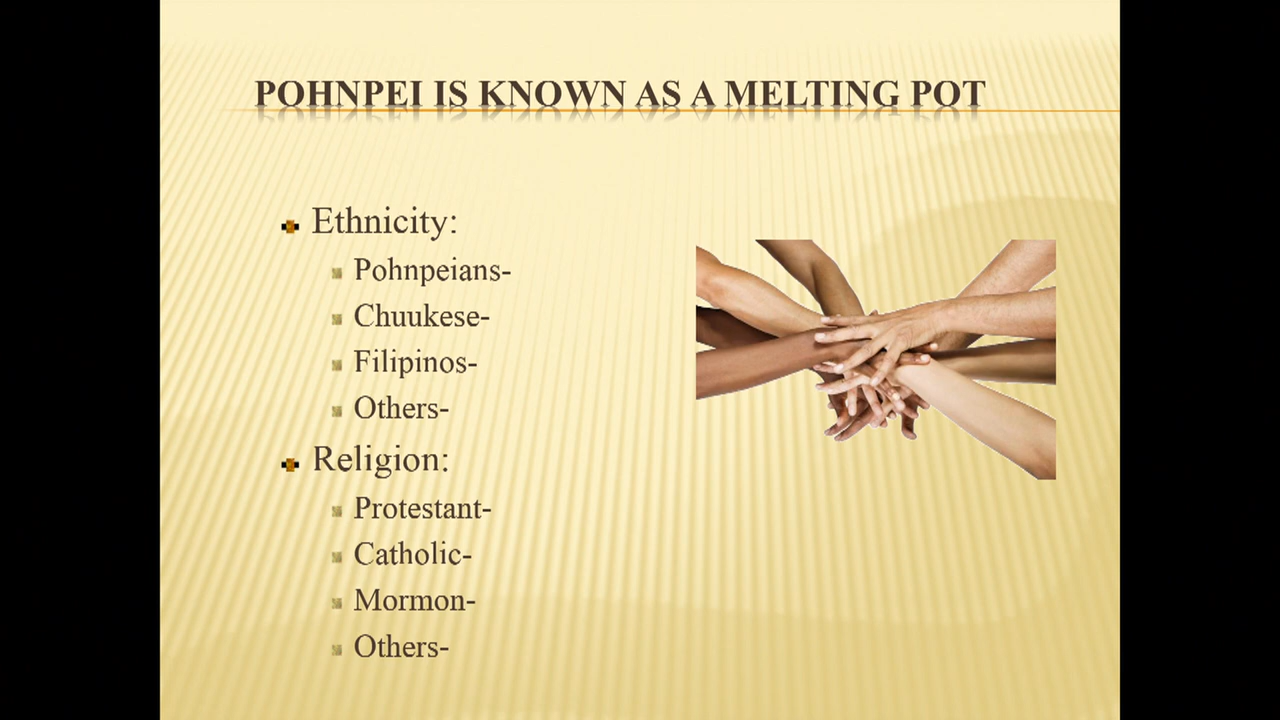 POHNPEI IS KNOWN AS A MELTING POT
Ethnicity:
Pohnpeians-
Chuukese-
Filipinos-
Others-
Religion:
Protestant-
Catholic-
Mormon-
Others-